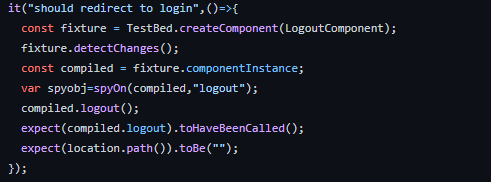 it("should redirect to login",()=>{
const fixture = TestBed.createComponent(LogoutComponent);
fixture.detectChanges();
const compiled = fixture.componentInstance;
var spyobj=spyOn(compiled,"logout");
compiled.logout();
expect(compiled.logout).toHaveBeenCalled();
expect(location.path()).toBe("");
});